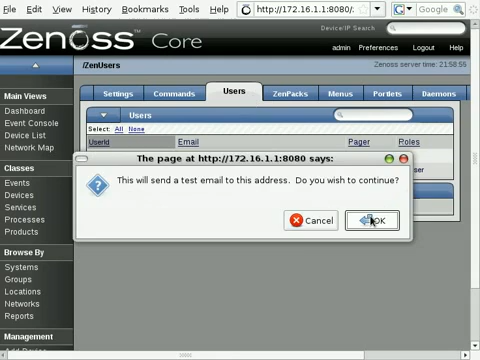 File Edit View History Bookmarks Tools Help http://172.16.1.1:8080/ Google
Zenoss Core
Device/IP Search
admin Preferences Logout Help
/ZenUsers
Zenoss server time: 21:58:55
Main Views
Dashboard
Event Console
Device List
Network Map
Classes
Events
Devices
Services
Processes
Products
Browse By
Systems
Groups
Locations
Networks
Reports
Management
Settings Commands Users ZenPacks Menus Portlets Daemons
Users
Select: All None
UserId Email Pager Roles
The page at http://172.16.1.1:8080 says:
This will send a test email to this address. Do you wish to continue?
Cancel OK